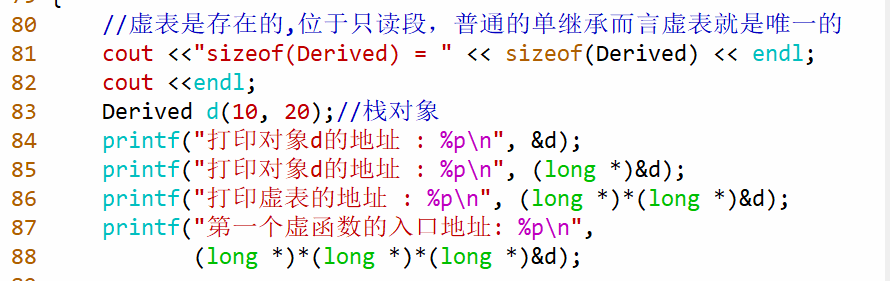 80 //虚表是存在的,位于只读段，普通的单继承而言虚表就是唯一的
81 cout <<"sizeof(Derived) = " << sizeof(Derived) << endl;
82 cout <<endl;
83 Derived d(10, 20);//栈对象
84 printf("打印对象d的地址 : %p\n", &d);
85 printf("打印对象d的地址 : %p\n", (long *)&d);
86 printf("打印虚表的地址 : %p\n", (long *)*(long *)&d);
87 printf("第一个虚函数的入口地址: %p\n",
88 (long *)*(long *)*(long *)&d);